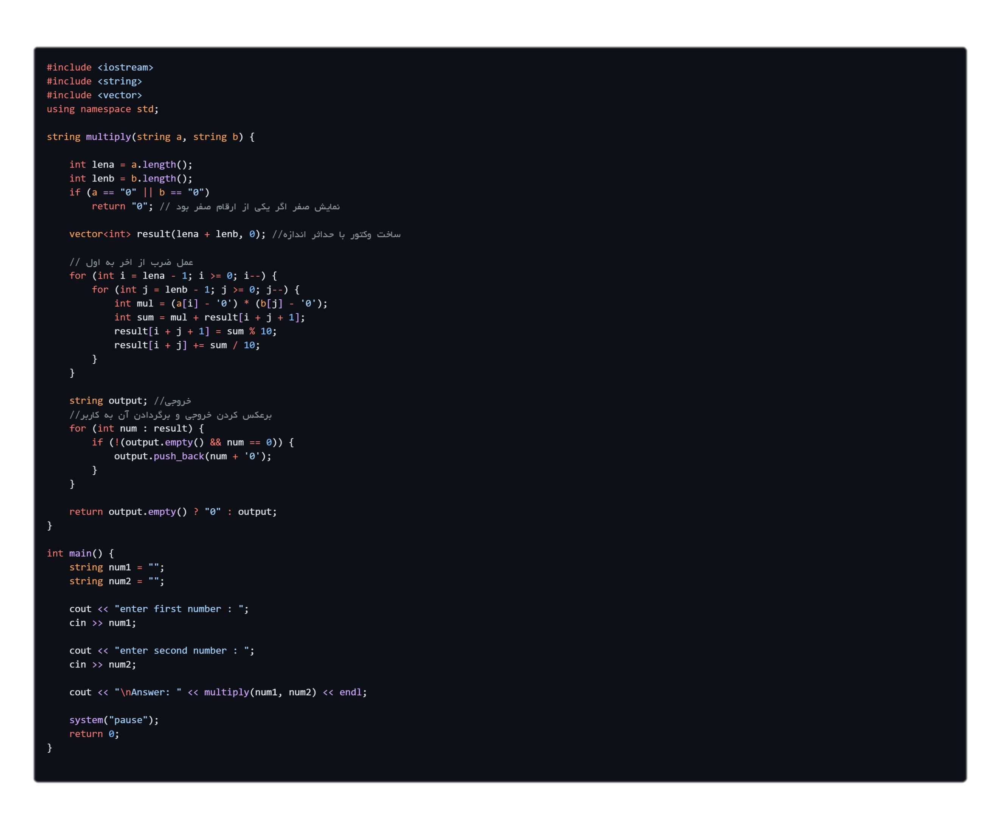 #include <iostream>
#include <string>
#include <vector>
using namespace std;
string multiply(string a, string b) {
    int lena = a.length();
    int lenb = b.length();
    if (a == "0" || b == "0")
        return "0"; // نمایش صفر اگر یکی از ارقام صفر بود
    vector<int> result(lena + lenb, 0); //ساخت وکتور با حداثر اندازه
    // عمل ضرب از اخر به اول
    for (int i = lena - 1; i >= 0; i--) {
        for (int j = lenb - 1; j >= 0; j--) {
            int mul = (a[i] - '0') * (b[j] - '0');
            int sum = mul + result[i + j + 1];
            result[i + j + 1] = sum % 10;
            result[i + j] += sum / 10;
        }
    }
    string output; //خروجی
    //برعکس کردن خروجی و برگردادن آن به کاربر
    for (int num : result) {
        if (!(output.empty() && num == 0)) {
            output.push_back(num + '0');
        }
    }
    return output.empty() ? "0" : output;
}
int main() {
    string num1 = "";
    string num2 = "";
    cout << "enter first number : ";
    cin >> num1;
    cout << "enter second number : ";
    cin >> num2;
    cout << "\nAnswer: " << multiply(num1, num2) << endl;
    system("pause");
    return 0;
}